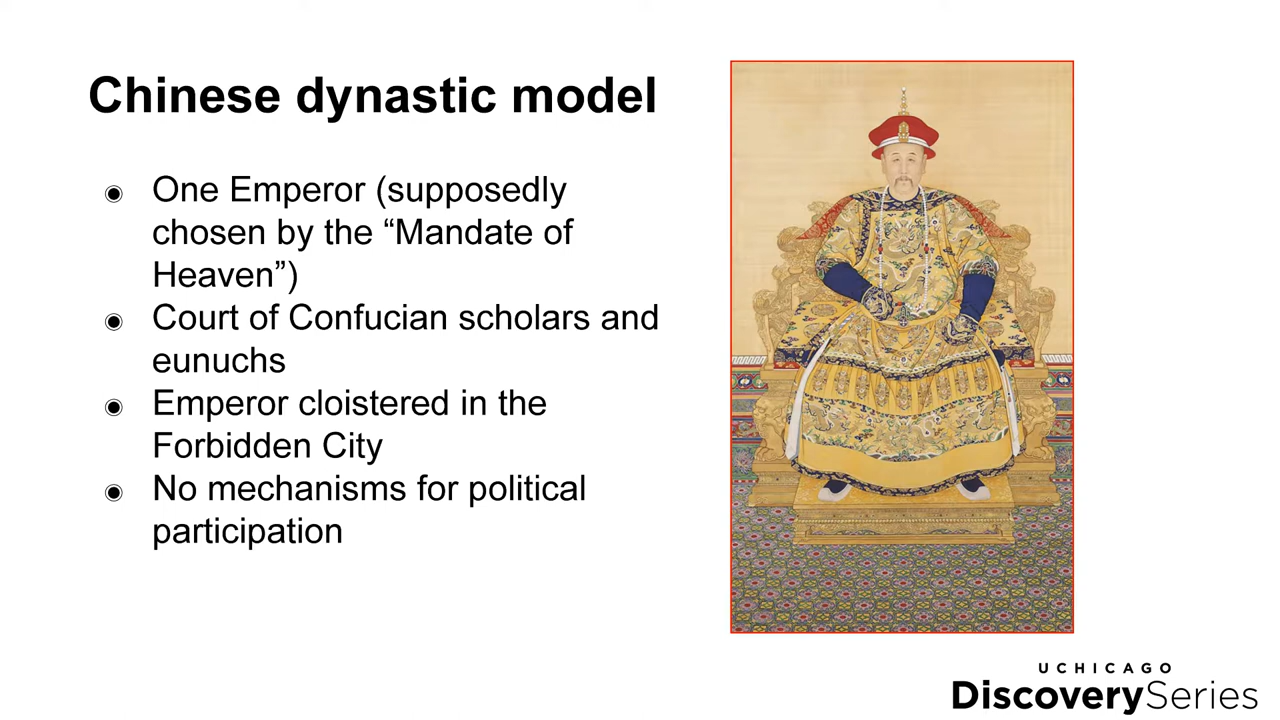 Chinese dynastic model
◉ One Emperor (supposedly
chosen by the “Mandate of
Heaven”)
◉ Court of Confucian scholars and
eunuchs
◉ Emperor cloistered in the
Forbidden City
◉ No mechanisms for political
participation
UCHICAGO
DiscoverySeries